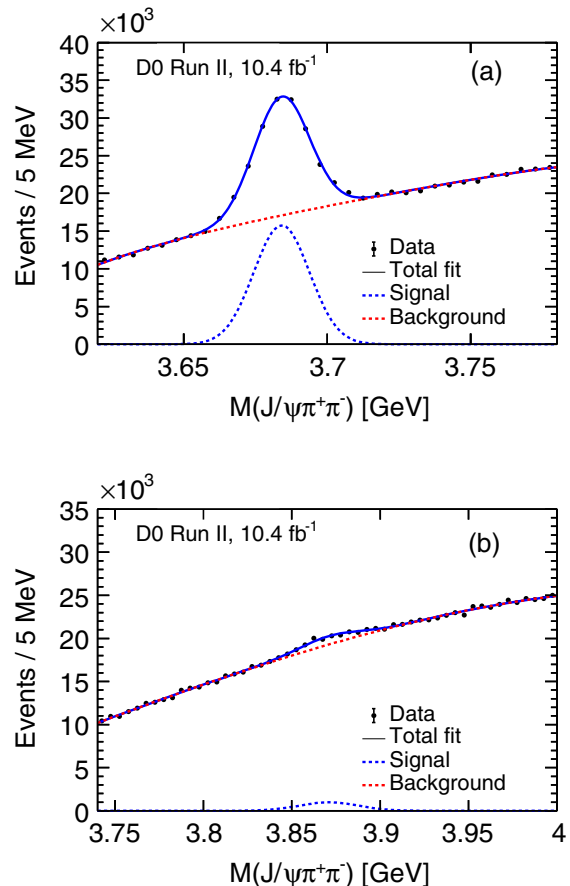 ×10³
40
35
30
25
20
15
10
5
0
Events / 5 MeV
D0 Run II, 10.4 fb⁻¹
(a)
Data
Total fit
Signal
Background
3.65 3.7 3.75
M(J/ψπ⁺π⁻) [GeV]
×10³
35
30
25
20
15
10
5
0
Events / 5 MeV
D0 Run II, 10.4 fb⁻¹
(b)
Data
Total fit
Signal
Background
3.75 3.8 3.85 3.9 3.95 4
M(J/ψπ⁺π⁻) [GeV]